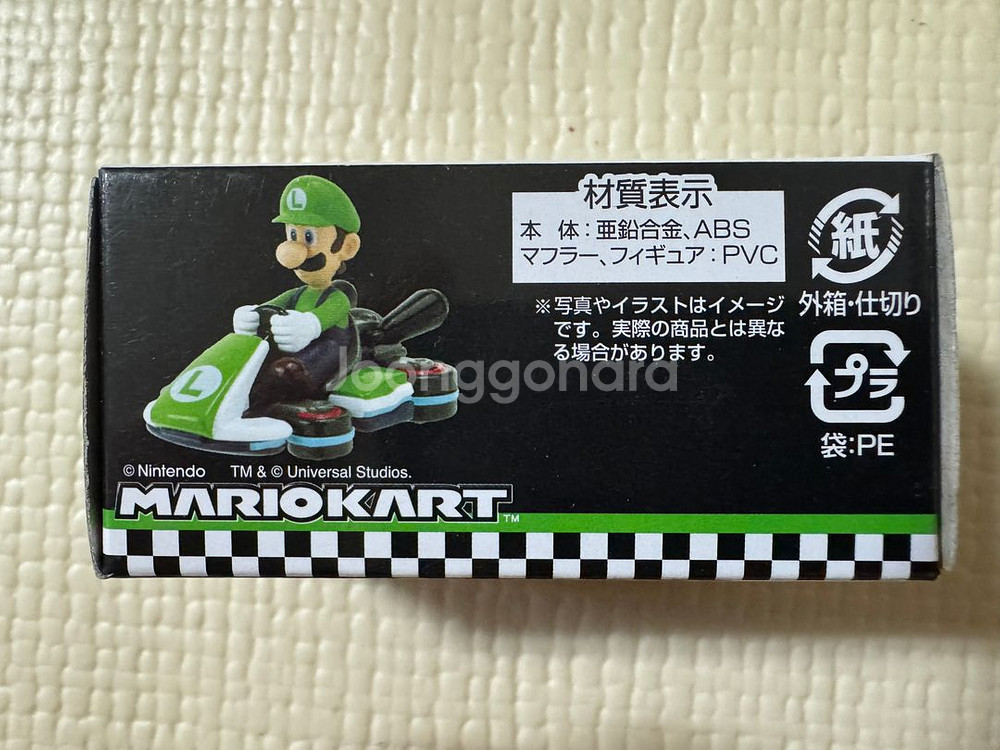 L
L
材質表示
本 体:亜鉛合金、ABS
マフラー、フィギュア:PVC
※写真やイラストはイメージ
です。実際の商品とは異な
る場合があります。
紙
外箱・仕切り
プラ
袋:PE
Joonggonara
©Nintendo TM & © Universal Studios.
MARIOKART™